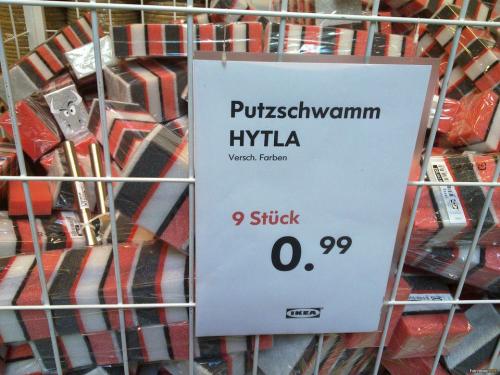 Putzschwamm
HYTLA
Versch. Farben
9 Stück
0.99
IKEA